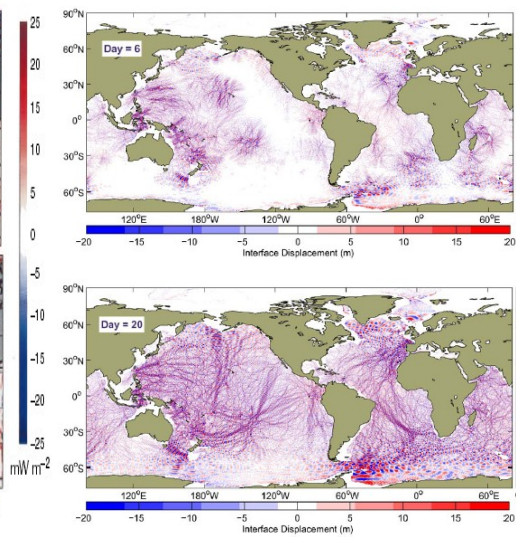 25
20
15
10
5
0
−5
−10
−15
−20
−25
mW m⁻²
90°N
60°N
30°N
0°
30°S
60°S
Day = 6
120°E 180°W 120°W 60°W 0° 60°E
−20 −15 −10 −5 0 5 10 15 20
Interface Displacement (m)
90°N
60°N
30°N
0°
30°S
60°S
Day = 20
120°E 180°W 120°W 60°W 0° 60°E
−20 −15 −10 −5 0 5 10 15 20
Interface Displacement (m)